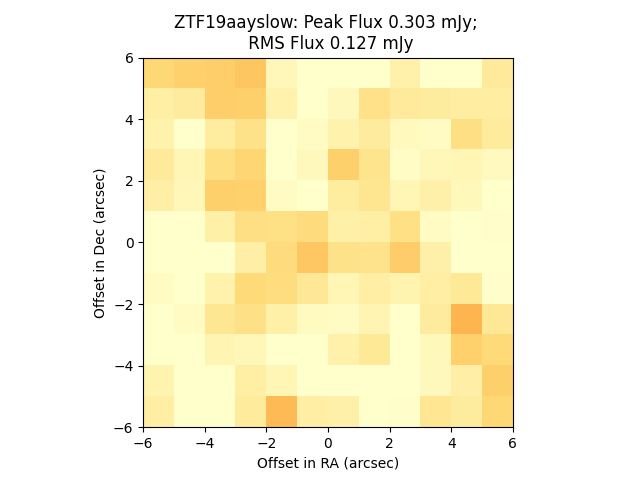 ZTF19aayslow: Peak Flux 0.303 mJy;
RMS Flux 0.127 mJy
6
4
2
0
−2
−4
−6
Offset in Dec (arcsec)
−6 −4 −2 0 2 4 6
Offset in RA (arcsec)